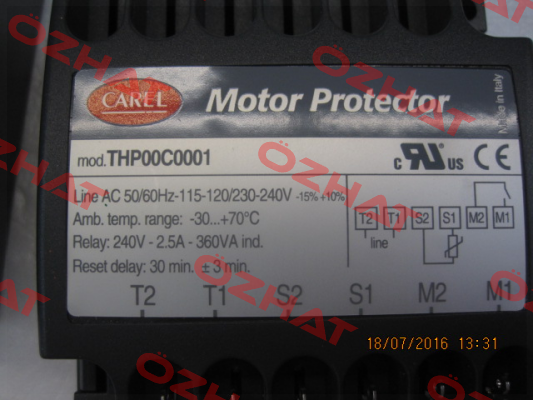 CAREL
Motor Protector
Made in Italy
mod.THP00C0001
c RU US CE
Line AC 50/60Hz-115-120/230-240V -15% +10%
Amb. temp. range: -30...+70°C
Relay: 240V - 2.5A - 360VA ind.
Reset delay: 30 min. ± 3 min.
T2 T1 S2 S1 M2 M1
line
T2 T1 S2 S1 M2 M1
18/07/2016 13:31
ÖZHAT
ÖZHAT
ÖZHAT
ÖZHAT
ÖZHAT
ÖZHAT
ÖZHAT